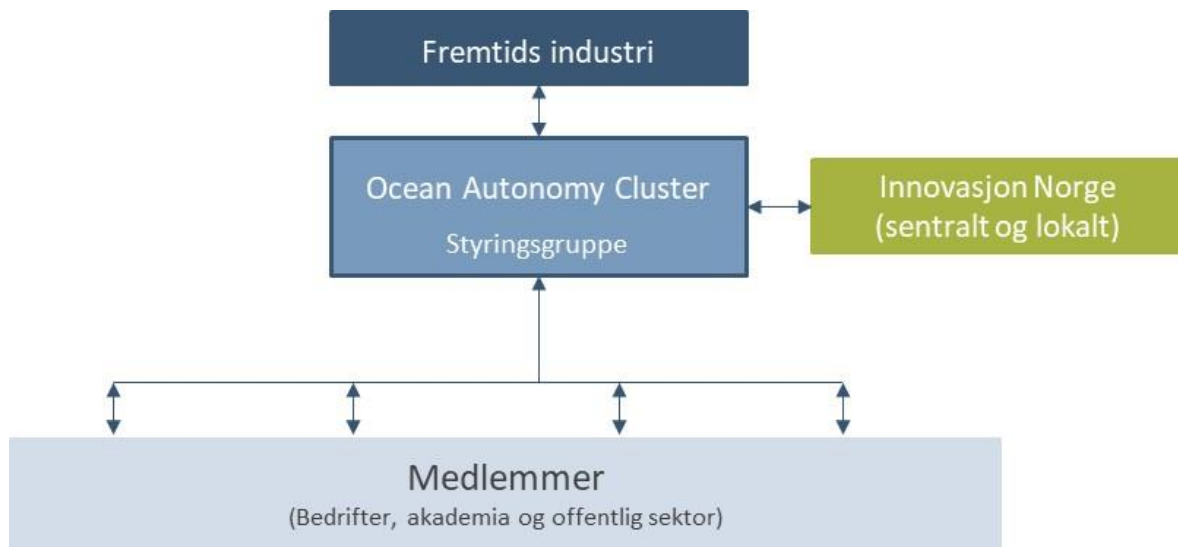 Fremtids industri
Ocean Autonomy Cluster
Styringsgruppe
Innovasjon Norge
(sentralt og lokalt)
Medlemmer
(Bedrifter, akademia og offentlig sektor)